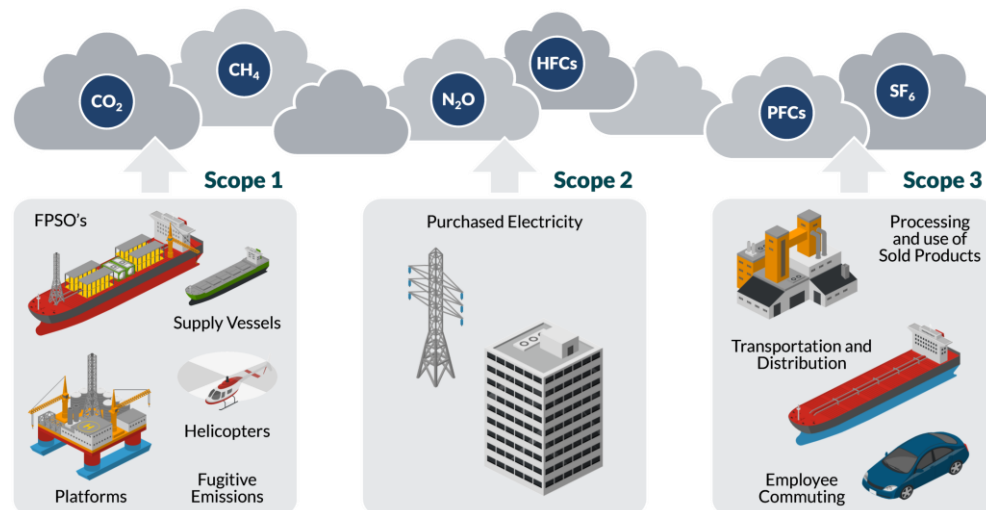 CO₂
CH₄
N₂O
HFCs
PFCs
SF₆
Scope 1
Scope 2
Scope 3
FPSO's
Supply Vessels
Helicopters
Platforms
Fugitive
Emissions
Purchased Electricity
Processing
and use of
Sold Products
Transportation and
Distribution
Employee
Commuting